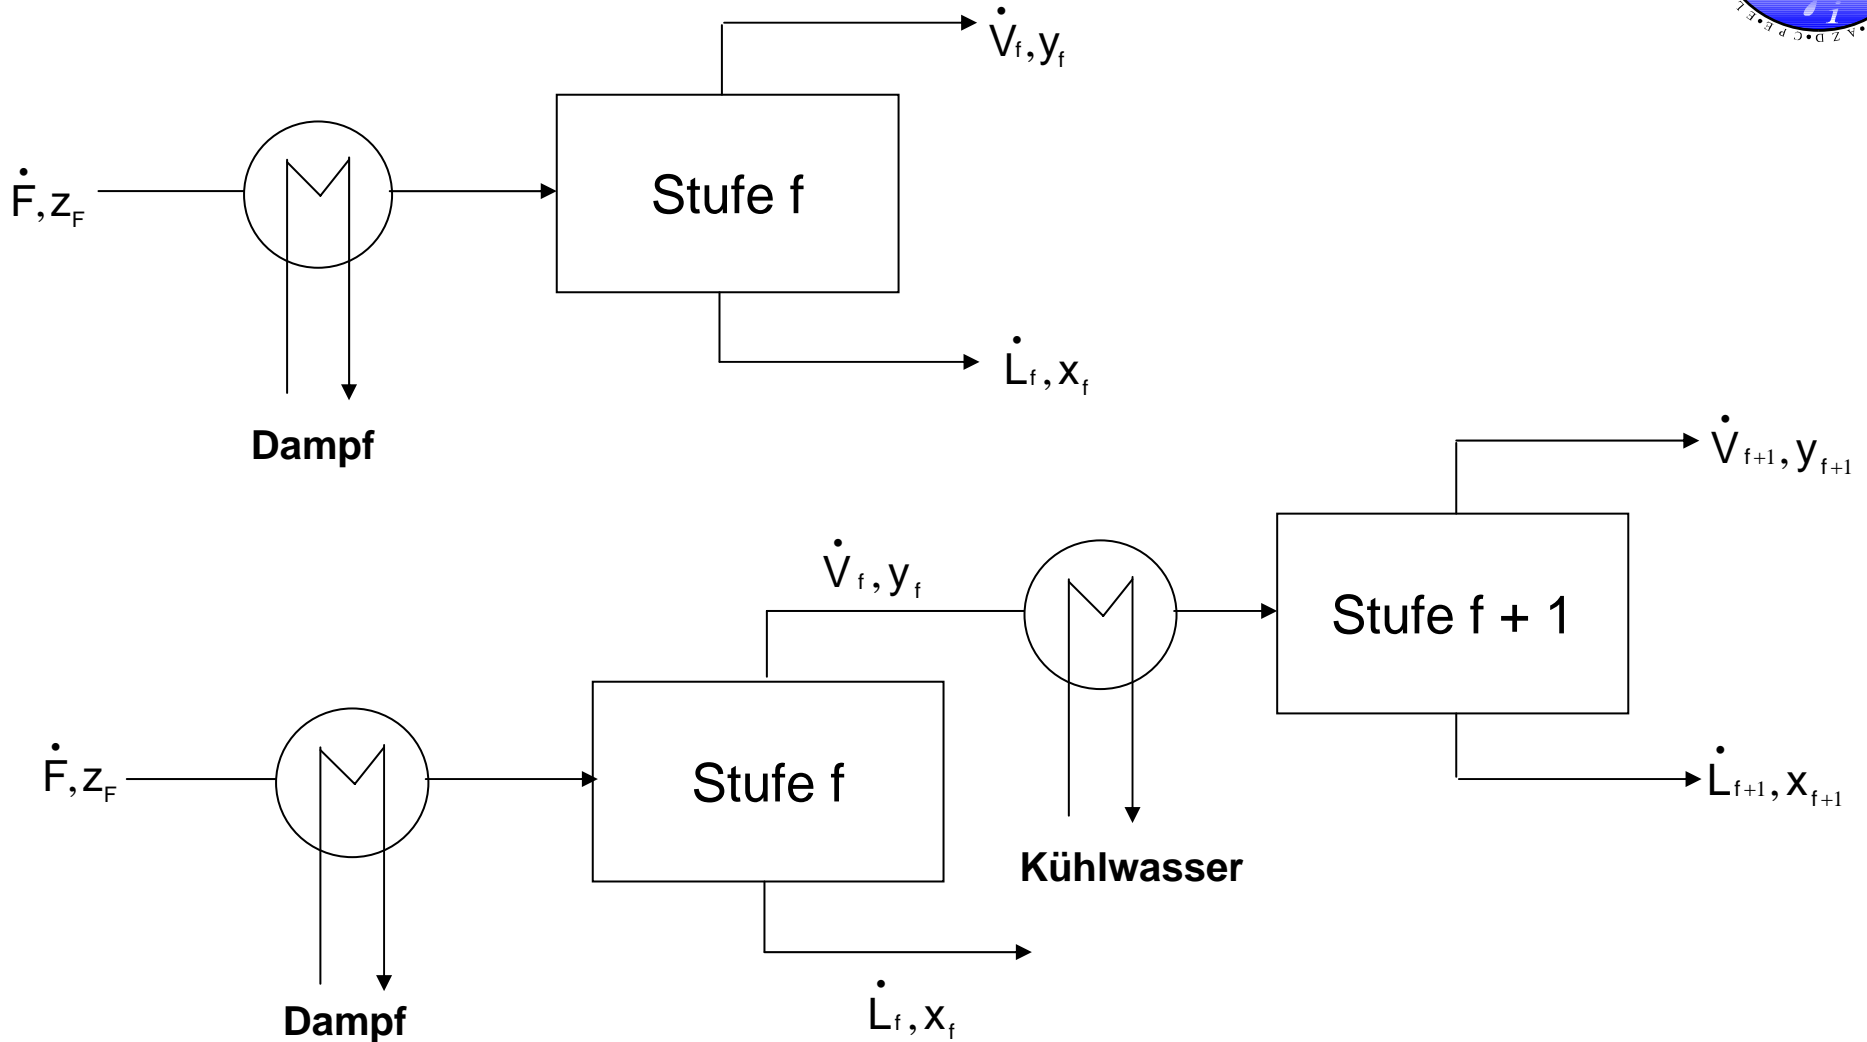 V̇f, yf
Ḟ, zF
Stufe f
L̇f, xf
Dampf
V̇f+1, yf+1
V̇f, yf
Stufe f + 1
Ḟ, zF
Stufe f
L̇f+1, xf+1
Kühlwasser
L̇f, xf
Dampf
i